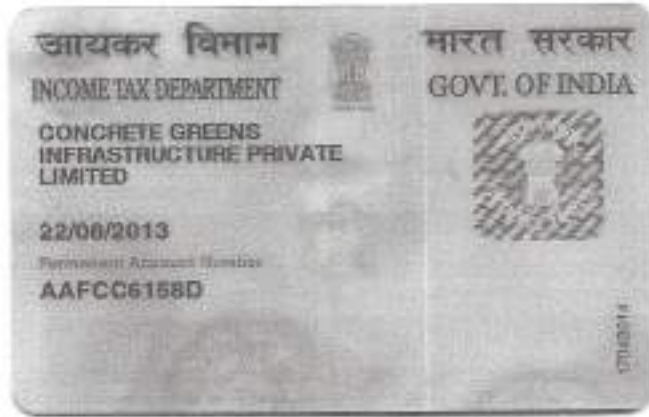 आयकर विभाग
भारत सरकार
INCOME TAX DEPARTMENT
GOVT. OF INDIA
CONCRETE GREENS
INFRASTRUCTURE PRIVATE
LIMITED
22/08/2013
Permanent Account Number